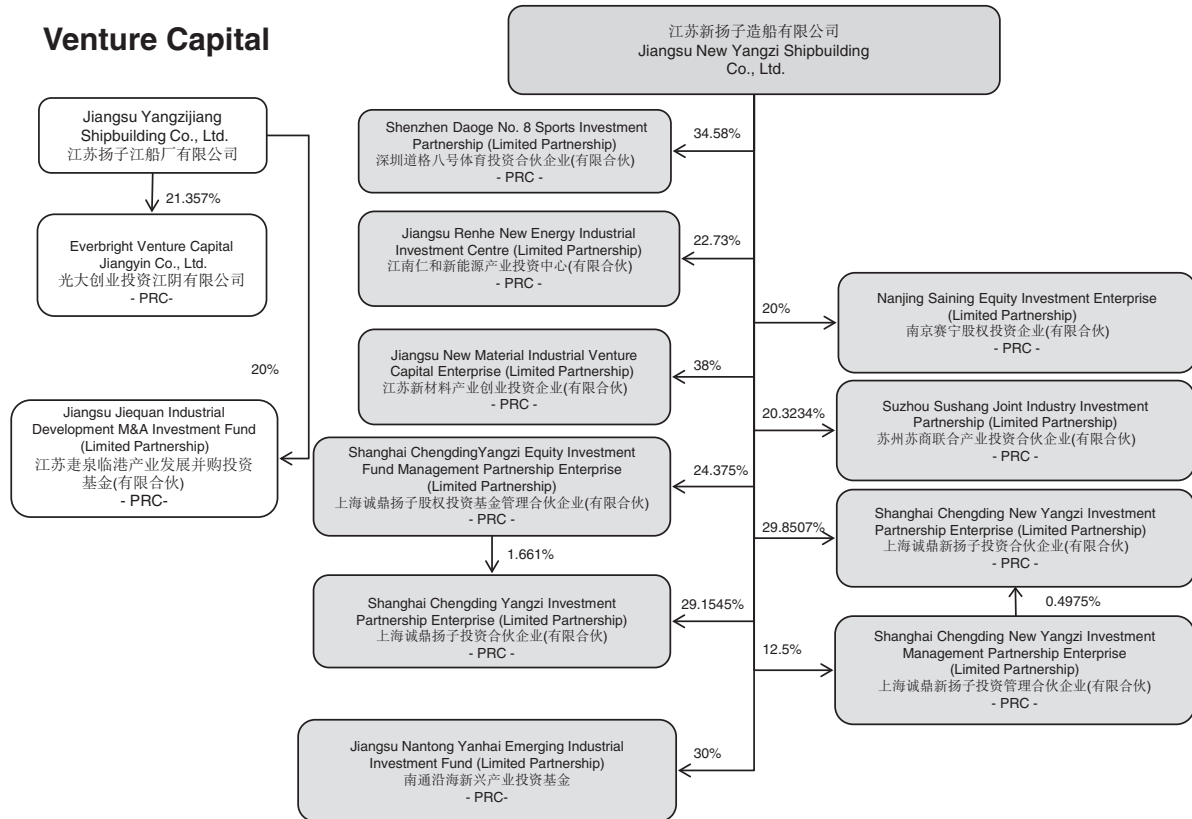 Venture Capital
江苏新扬子造船有限公司
Jiangsu New Yangzi Shipbuilding
Co., Ltd.
Jiangsu Yangzijiang
Shipbuilding Co., Ltd.
江苏扬子江船厂有限公司
21.357%
Everbright Venture Capital
Jiangyin Co., Ltd.
光大创业投资江阴有限公司
- PRC-
20%
Jiangsu Jiequan Industrial
Development M&A Investment Fund
(Limited Partnership)
江苏疌泉临港产业发展并购投资
基金(有限合伙)
- PRC-
Shenzhen Daoge No. 8 Sports Investment
Partnership (Limited Partnership)
深圳道格八号体育投资合伙企业(有限合伙)
- PRC -
34.58%
Jiangsu Renhe New Energy Industrial
Investment Centre (Limited Partnership)
江南仁和新能源产业投资中心(有限合伙)
- PRC -
22.73%
Jiangsu New Material Industrial Venture
Capital Enterprise (Limited Partnership)
江苏新材料产业创业投资企业(有限合伙)
- PRC -
38%
Shanghai ChengdingYangzi Equity Investment
Fund Management Partnership Enterprise
(Limited Partnership)
上海诚鼎扬子股权投资基金管理合伙企业(有限合伙)
- PRC -
24.375%
1.661%
Shanghai Chengding Yangzi Investment
Partnership Enterprise (Limited Partnership)
上海诚鼎扬子投资合伙企业(有限合伙)
- PRC -
29.1545%
Jiangsu Nantong Yanhai Emerging Industrial
Investment Fund (Limited Partnership)
南通沿海新兴产业投资基金
- PRC-
30%
20%
Nanjing Saining Equity Investment Enterprise
(Limited Partnership)
南京赛宁股权投资企业(有限合伙)
- PRC -
20.3234%
Suzhou Sushang Joint Industry Investment
Partnership (Limited Partnership)
苏州苏商联合产业投资合伙企业(有限合伙)
- PRC -
29.8507%
Shanghai Chengding New Yangzi Investment
Partnership Enterprise (Limited Partnership)
上海诚鼎新扬子投资合伙企业(有限合伙)
- PRC -
0.4975%
12.5%
Shanghai Chengding New Yangzi Investment
Management Partnership Enterprise
(Limited Partnership)
上海诚鼎新扬子投资管理合伙企业(有限合伙)
- PRC -